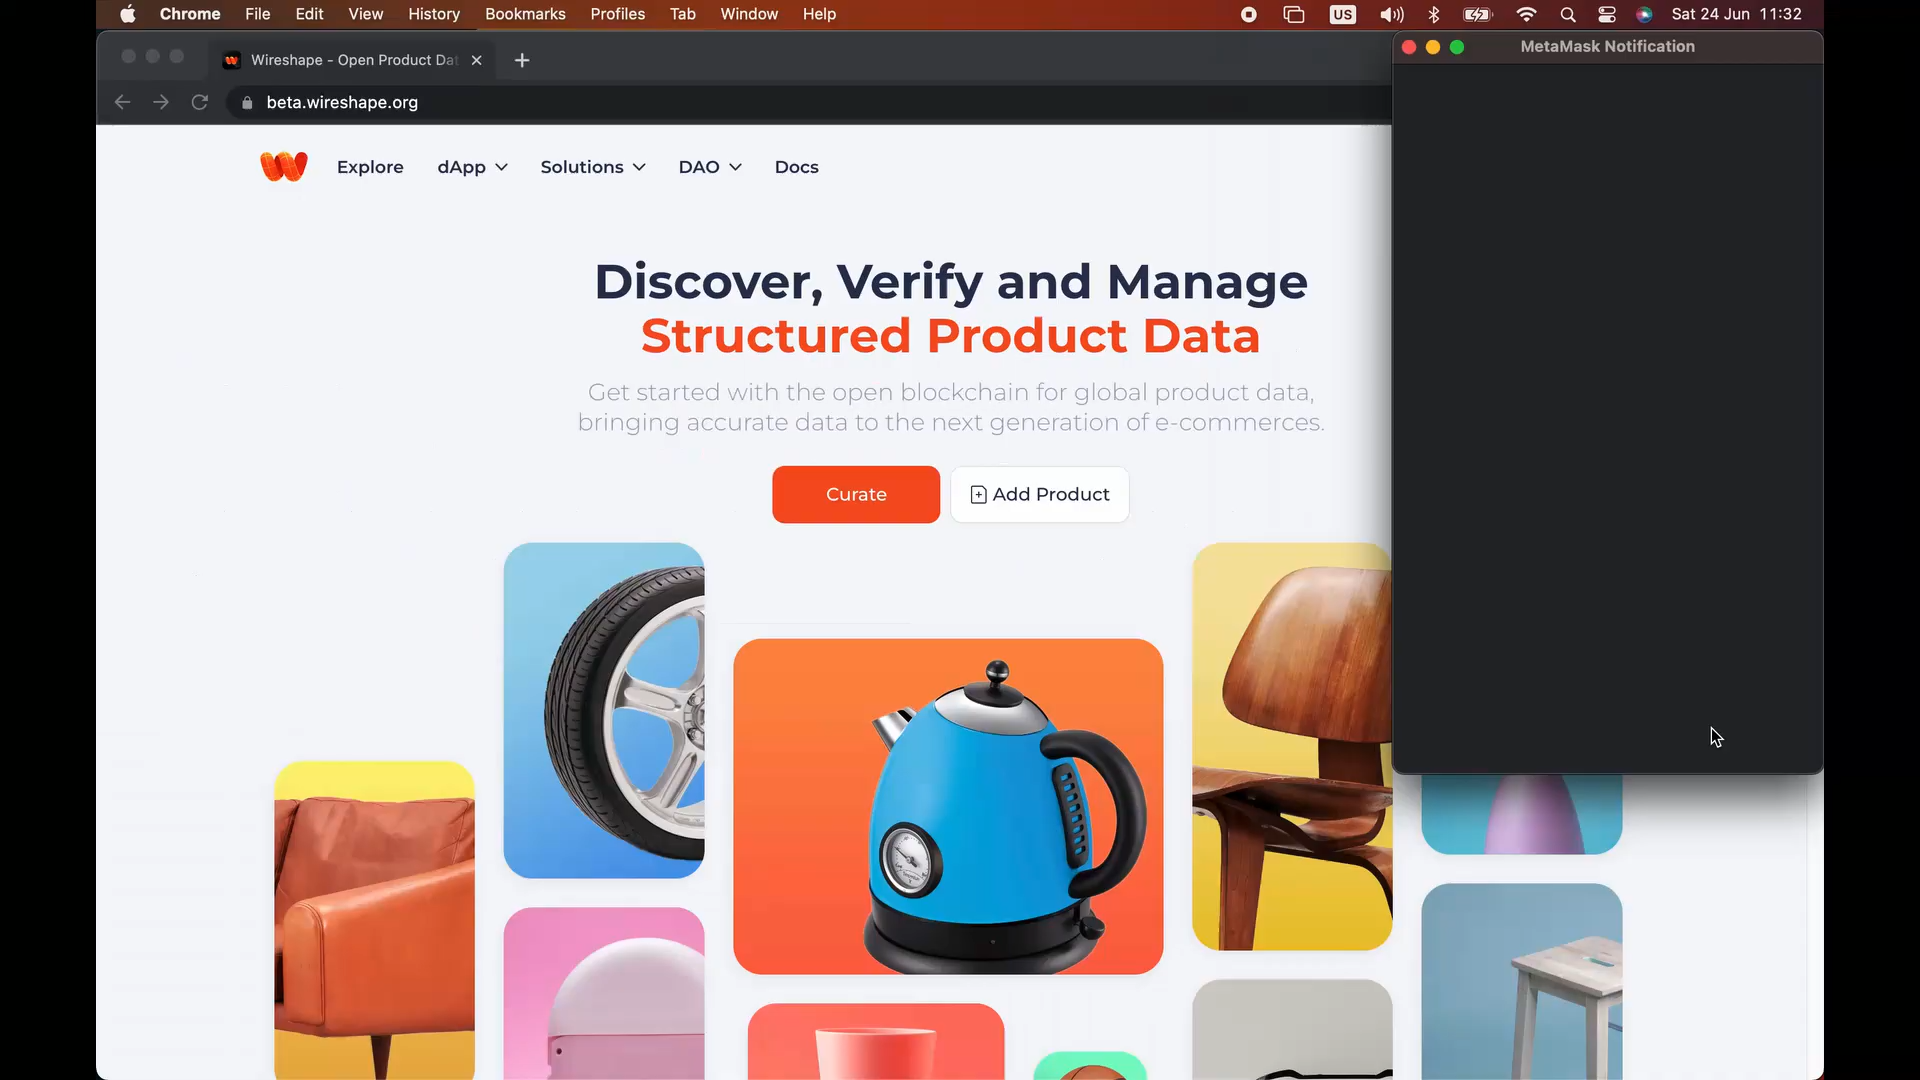 Chrome File Edit View History Bookmarks Profiles Tab Window Help US Sat 24 Jun 11:32
Wireshape - Open Product Dat
MetaMask Notification
beta.wireshape.org
Explore dApp Solutions DAO Docs
Discover, Verify and Manage
Structured Product Data
Get started with the open blockchain for global product data,
bringing accurate data to the next generation of e-commerces.
Curate Add Product